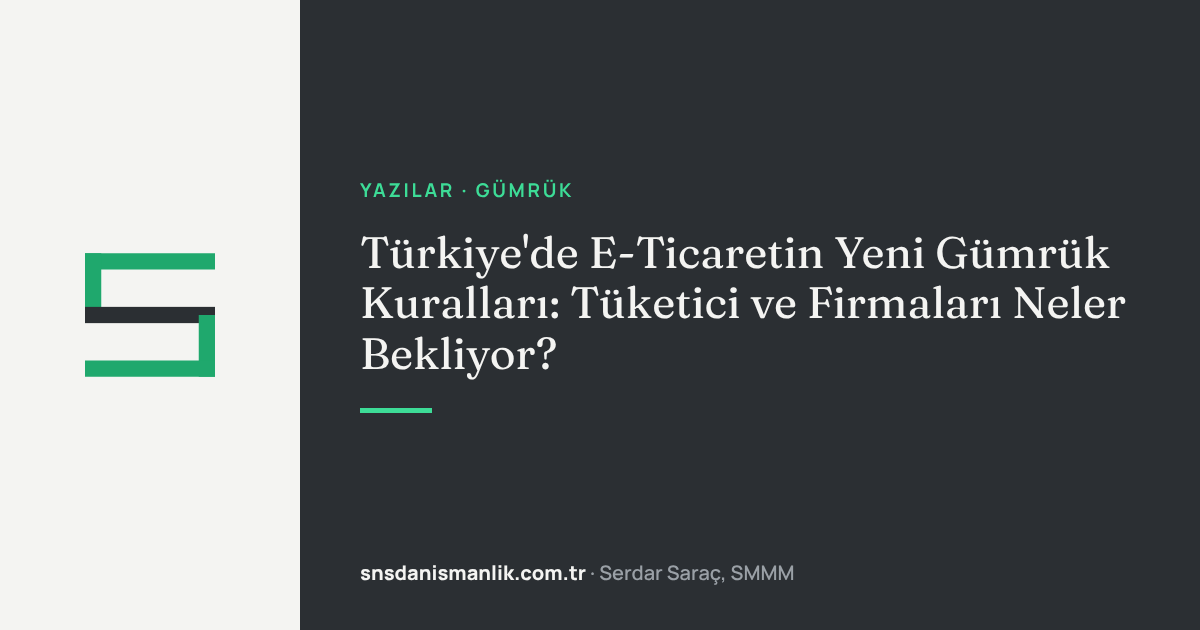 YAZILAR · GÜMRÜK
Türkiye'de E-Ticaretin Yeni Gümrük
Kuralları: Tüketici ve Firmaları Neler
Bekliyor?
snsdanismanlik.com.tr · Serdar Saraç, SMMM